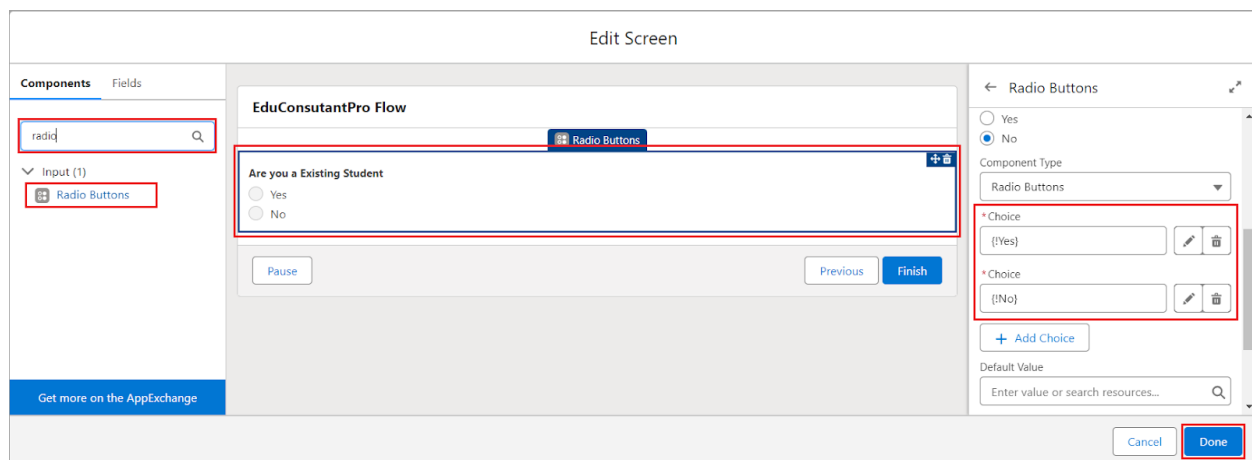 Edit Screen
Components Fields
radio
Input (1)
Radio Buttons
Get more on the AppExchange
EduConsutantPro Flow
Radio Buttons
Are you a Existing Student
Yes
No
Pause
Previous
Finish
Radio Buttons
Yes
No
Component Type
Radio Buttons
*Choice
{!Yes}
*Choice
{!No}
+ Add Choice
Default Value
Enter value or search resources...
Cancel
Done